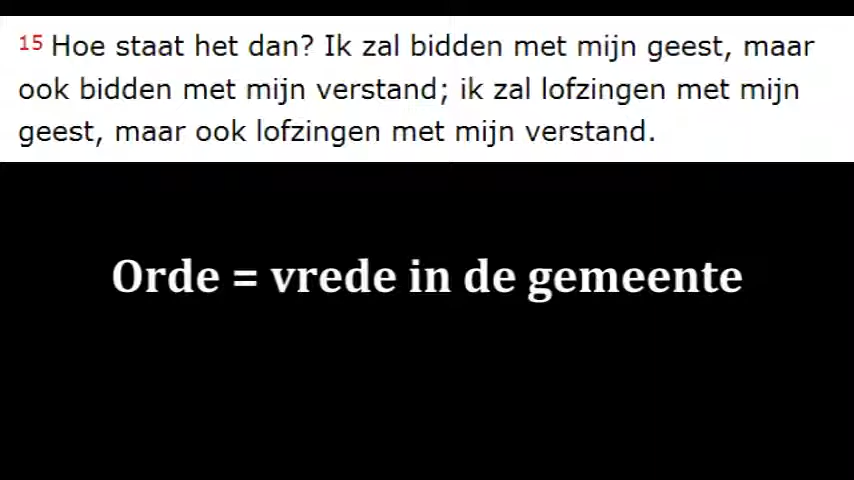 15 Hoe staat het dan? Ik zal bidden met mijn geest, maar
ook bidden met mijn verstand; ik zal lofzingen met mijn
geest, maar ook lofzingen met mijn verstand.
Orde = vrede in de gemeente